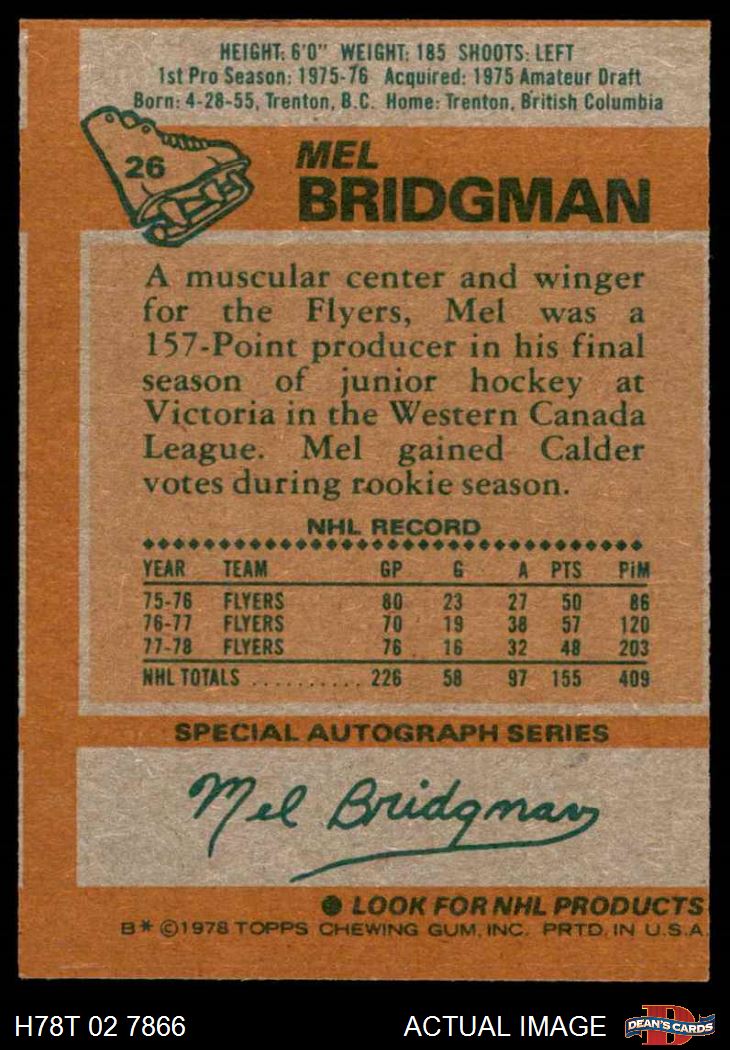 HEIGHT: 6'0" WEIGHT: 185 SHOOTS: LEFT
1st Pro Season: 1975-76 Acquired: 1975 Amateur Draft
Born: 4-28-55, Trenton, B.C. Home: Trenton, British Columbia
26
MEL
BRIDGMAN
A muscular center and winger
for the Flyers, Mel was a
157-Point producer in his final
season of junior hockey at
Victoria in the Western Canada
League. Mel gained Calder
votes during rookie season.
NHL RECORD
YEAR TEAM GP G A PTS PiM
75-76 FLYERS 80 23 27 50 86
76-77 FLYERS 70 19 38 57 120
77-78 FLYERS 76 16 32 48 203
NHL TOTALS .......... 226 58 97 155 409
SPECIAL AUTOGRAPH SERIES
Mel Bridgman
● LOOK FOR NHL PRODUCTS
B* ©1978 TOPPS CHEWING GUM, INC. PRTD. IN U.S.A.
H78T 02 7866 ACTUAL IMAGE D DEAN'S CARDS